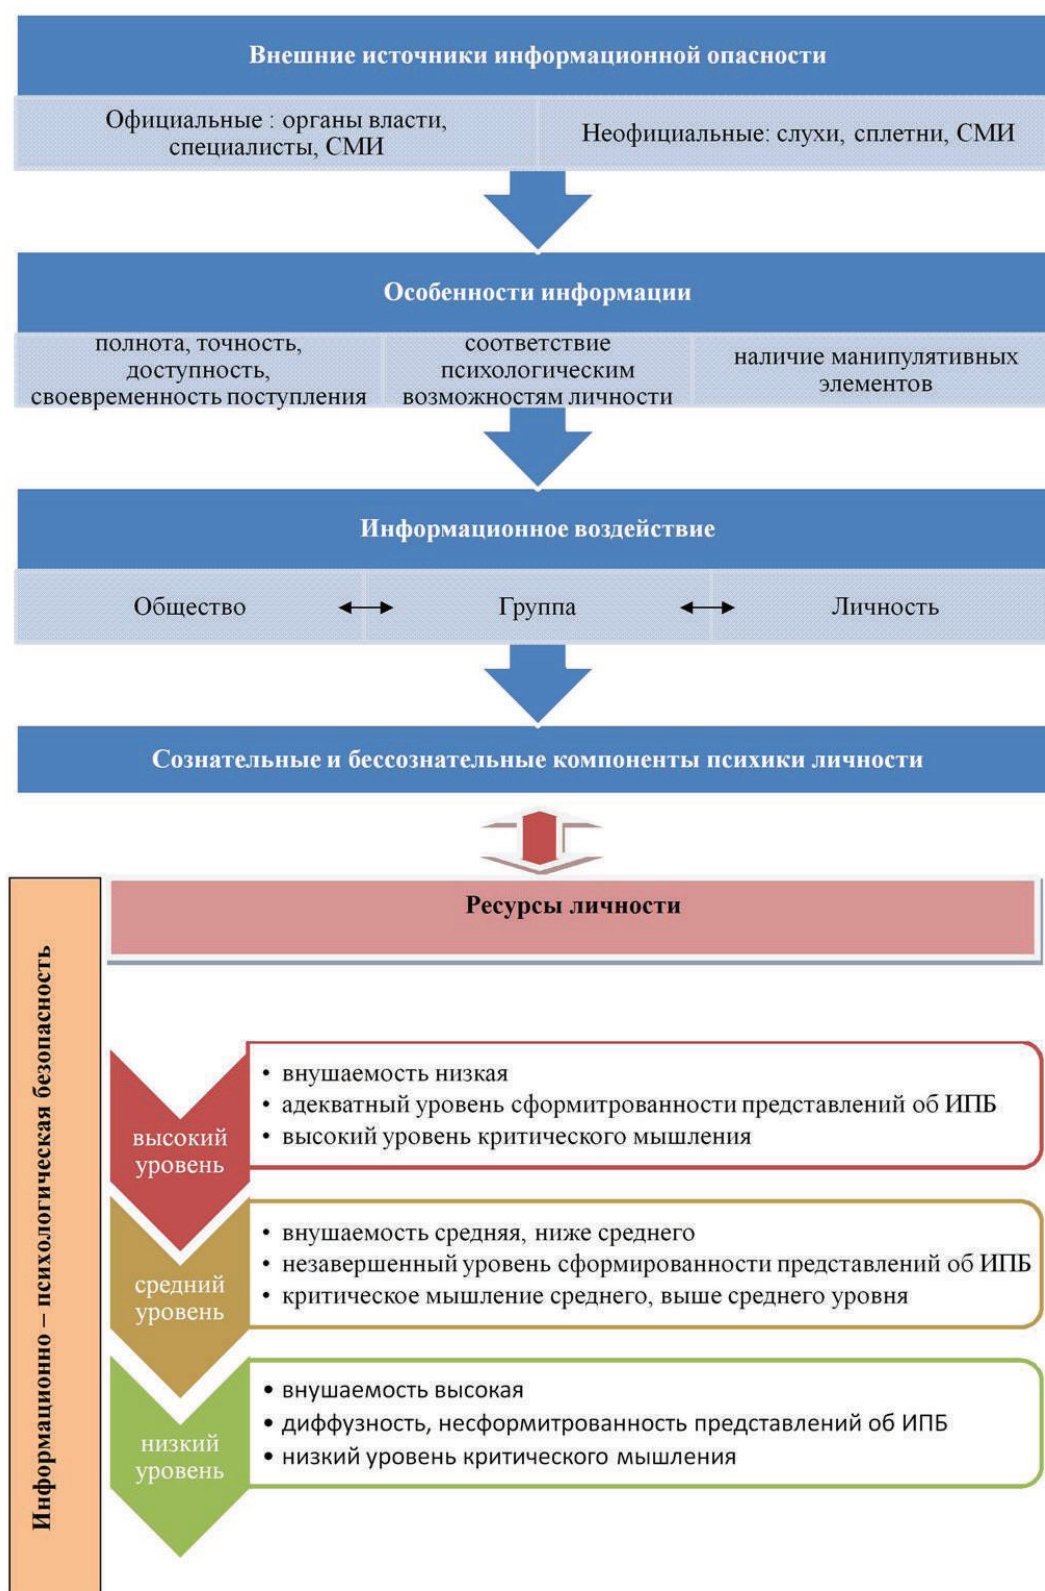 Внешние источники информационной опасности
Официальные : органы власти,
специалисты, СМИ
Неофициальные: слухи, сплетни, СМИ
Особенности информации
полнота, точность,
доступность,
своевременность поступления
соответствие
психологическим
возможностям личности
наличие манипулятивных
элементов
Информационное воздействие
Общество
Группа
Личность
Сознательные и бессознательные компоненты психики личности
Информационно – психологическая безопасность
Ресурсы личности
высокий
уровень
• внушаемость низкая
• адекватный уровень сформитрованности представлений об ИПБ
• высокий уровень критического мышления
средний
уровень
• внушаемость средняя, ниже среднего
• незавершенный уровень сформированности представлений об ИПБ
• критическое мышление среднего, выше среднего уровня
низкий
уровень
• внушаемость высокая
• диффузность, несформитрованность представлений об ИПБ
• низкий уровень критического мышления